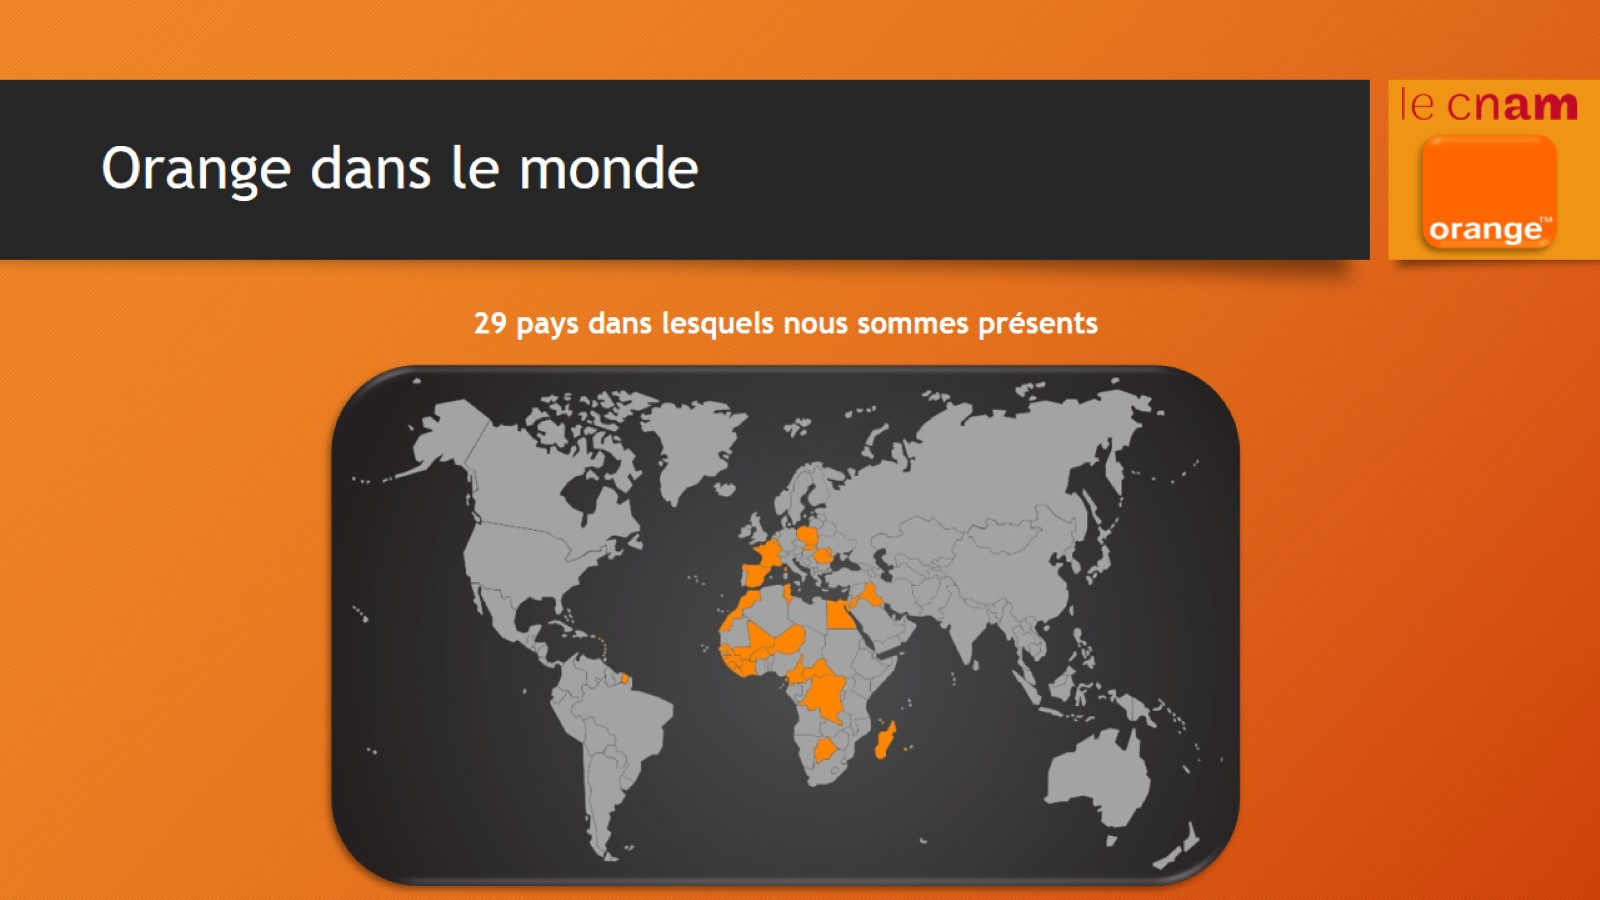 Orange dans le monde
le cnam
orange™
29 pays dans lesquels nous sommes présents